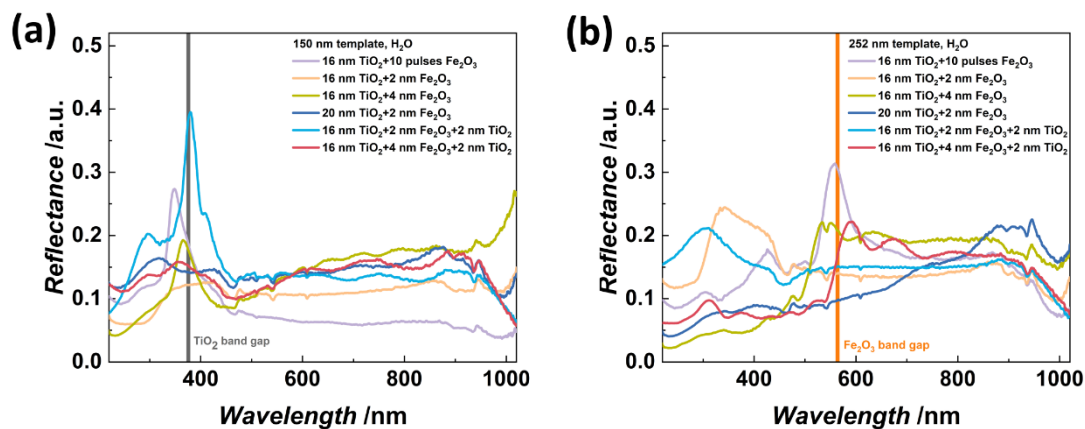 (a)
150 nm template, H₂O
16 nm TiO₂+10 pulses Fe₂O₃
16 nm TiO₂+2 nm Fe₂O₃
16 nm TiO₂+4 nm Fe₂O₃
20 nm TiO₂+2 nm Fe₂O₃
16 nm TiO₂+2 nm Fe₂O₃+2 nm TiO₂
16 nm TiO₂+4 nm Fe₂O₃+2 nm TiO₂
TiO₂ band gap
Reflectance /a.u.
0.5
0.4
0.3
0.2
0.1
0.0
400 600 800 1000
Wavelength /nm
(b)
252 nm template, H₂O
16 nm TiO₂+10 pulses Fe₂O₃
16 nm TiO₂+2 nm Fe₂O₃
16 nm TiO₂+4 nm Fe₂O₃
20 nm TiO₂+2 nm Fe₂O₃
16 nm TiO₂+2 nm Fe₂O₃+2 nm TiO₂
16 nm TiO₂+4 nm Fe₂O₃+2 nm TiO₂
Fe₂O₃ band gap
Reflectance /a.u.
0.5
0.4
0.3
0.2
0.1
0.0
400 600 800 1000
Wavelength /nm